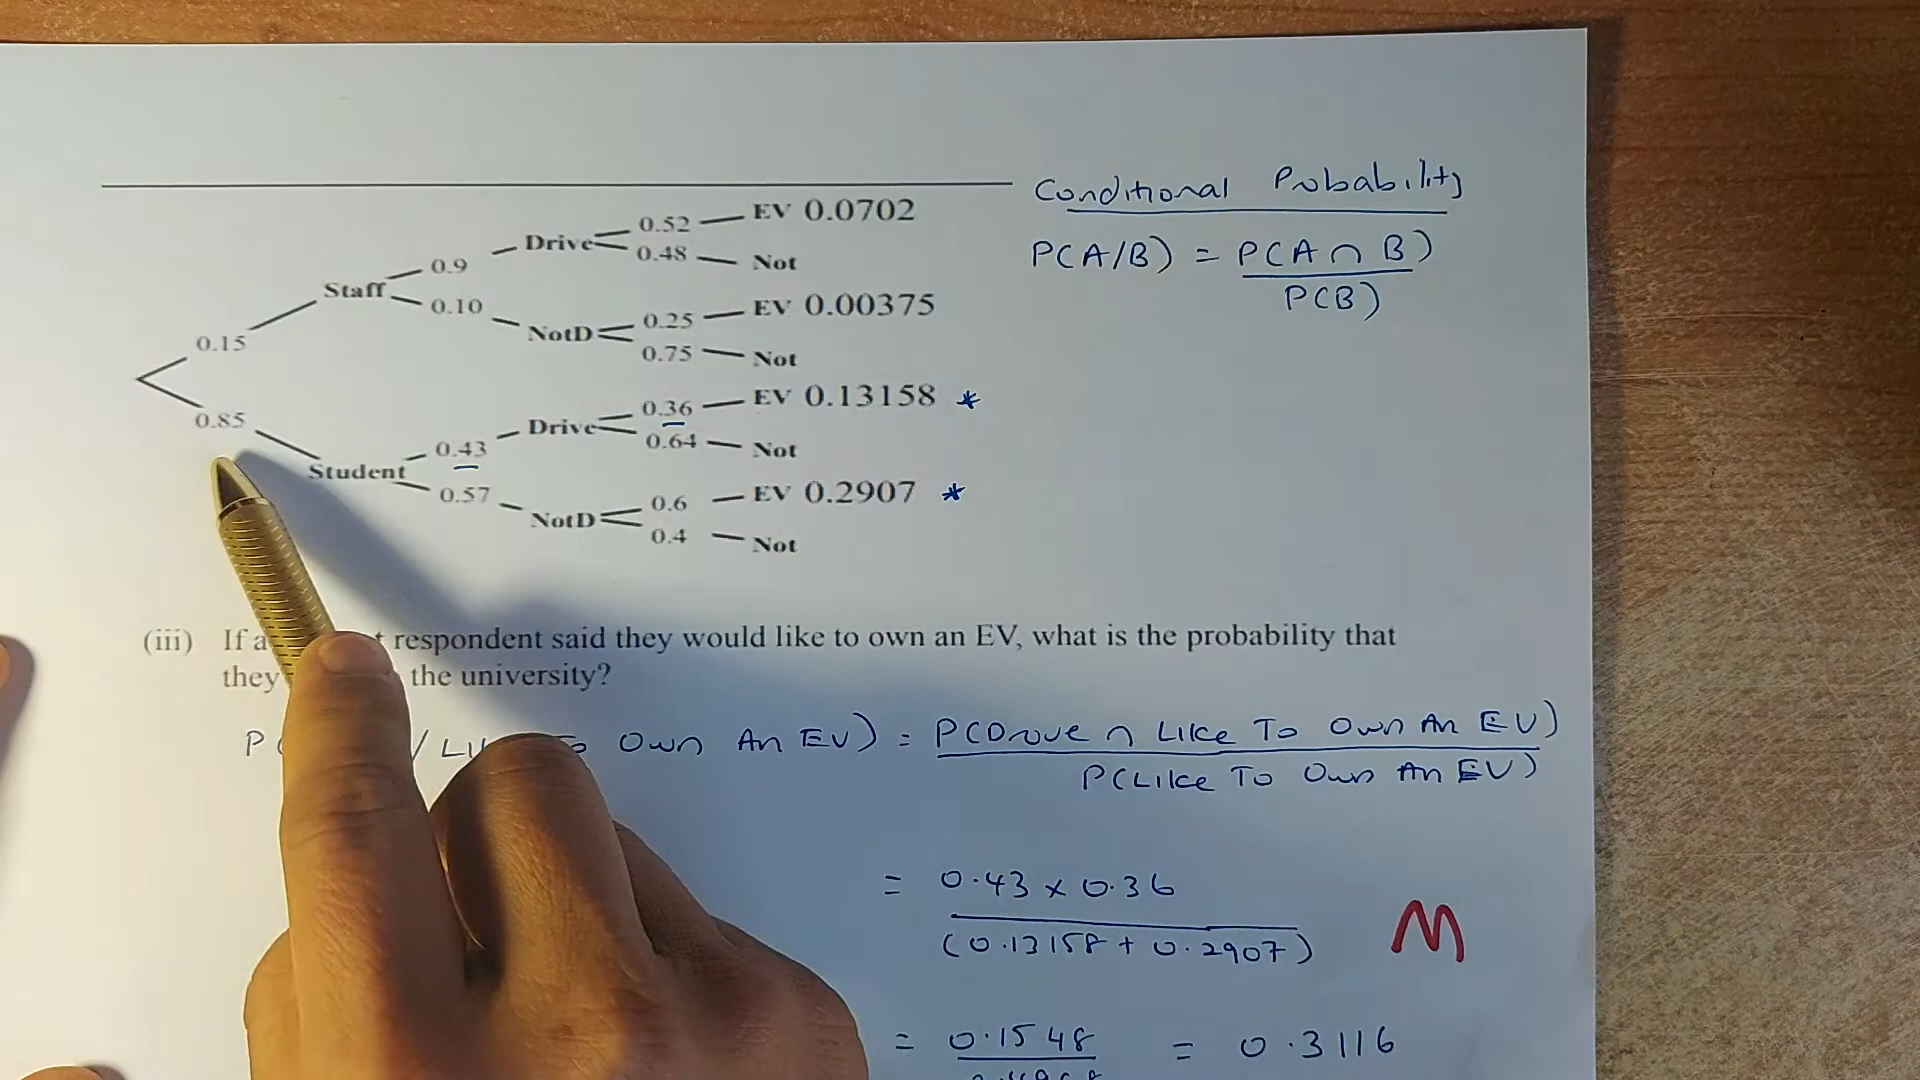 Conditional Probability
P(A/B) = P(A ∩ B)
P(B)
0.52 EV 0.0702
Drive
0.48 Not
0.9
Staff
0.10
0.25 EV 0.00375
NotD
0.75 Not
0.15
0.85
0.36 EV 0.13158 *
Drive
0.64 Not
0.43
Student
0.57
0.6 EV 0.2907 *
NotD
0.4 Not
(iii) If a respondent said they would like to own an EV, what is the probability that
they the university?
P( / Own An EV) = P(Drove ∩ Like To Own An EV)
P(Like To Own An EV)
= 0.43 x 0.36
(0.13158 + 0.2907)
M
= 0.1548 = 0.3116